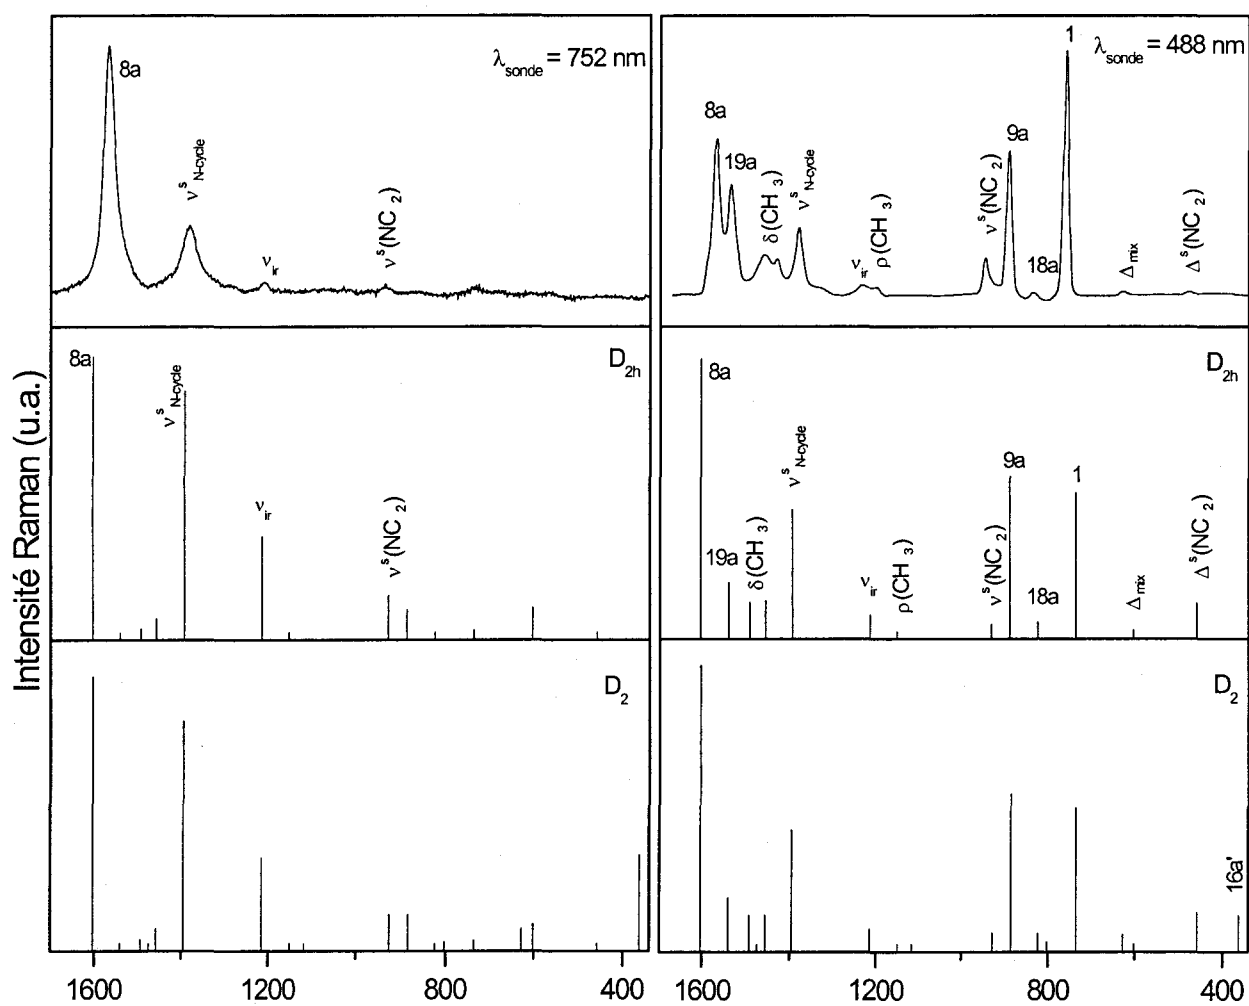 λsonde = 752 nm
8a
νsN-cycle
νir
νs(NC2)
λsonde = 488 nm
8a
19a
δ(CH3)
νsN-cycle
νir
ρ(CH3)
νs(NC2)
9a
18a
1
Δmix
Δs(NC2)
Intensité Raman (u.a.)
D2h
8a
νsN-cycle
νir
νs(NC2)
D2h
8a
19a
δ(CH3)
νsN-cycle
νir
ρ(CH3)
νs(NC2)
9a
18a
1
Δmix
Δs(NC2)
D2
D2
16a'
1600 1200 800 400
1600 1200 800 400